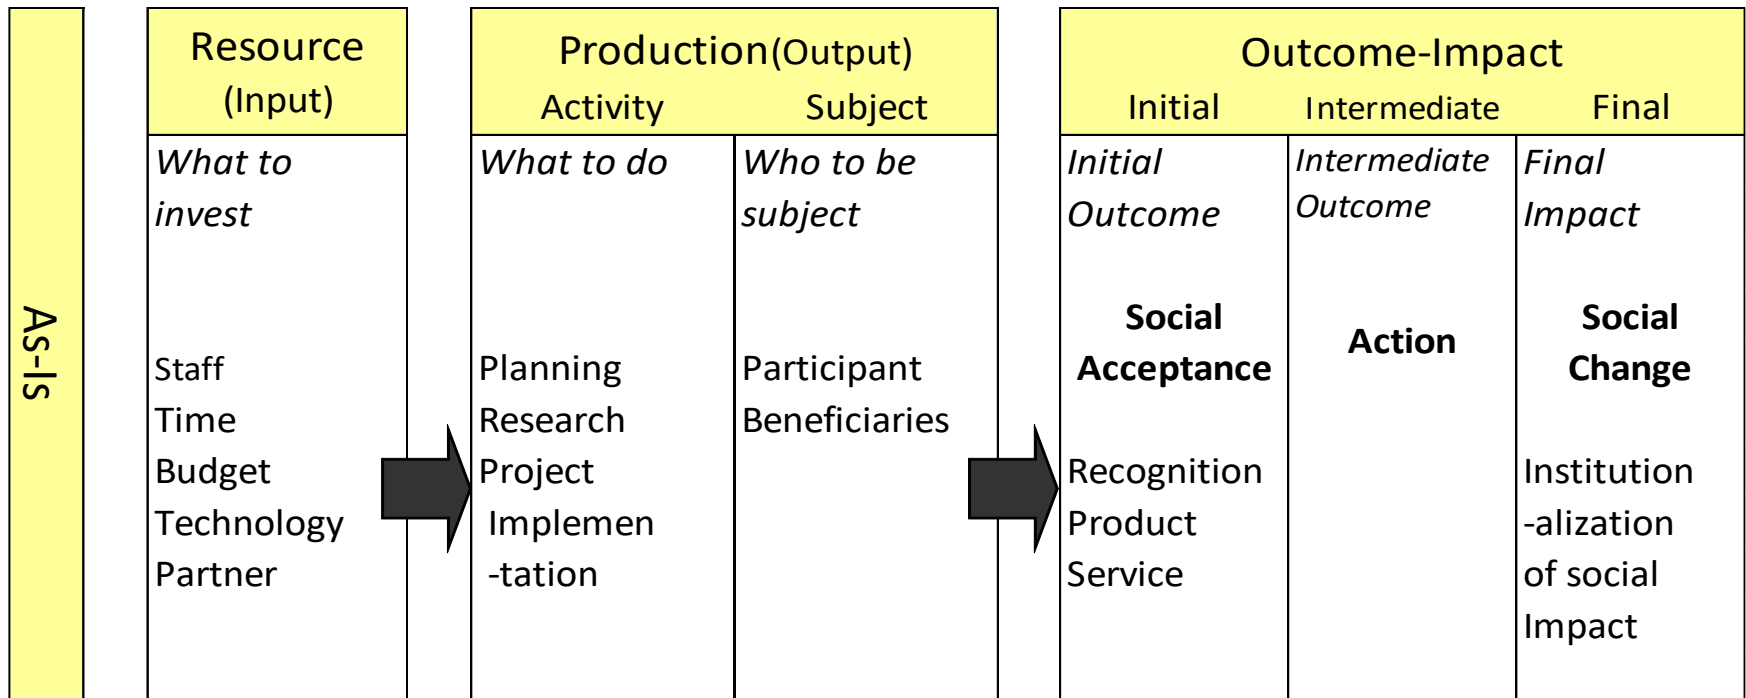 As-Is
Resource
(Input)
What to
invest
Staff
Time
Budget
Technology
Partner
Production(Output)
Activity
Subject
What to do
Planning
Research
Project
Implemen
-tation
Who to be
subject
Participant
Beneficiaries
Outcome-Impact
Initial
Intermediate
Final
Initial
Outcome
Social
Acceptance
Recognition
Product
Service
Intermediate
Outcome
Action
Final
Impact
Social
Change
Institution
-alization
of social
Impact